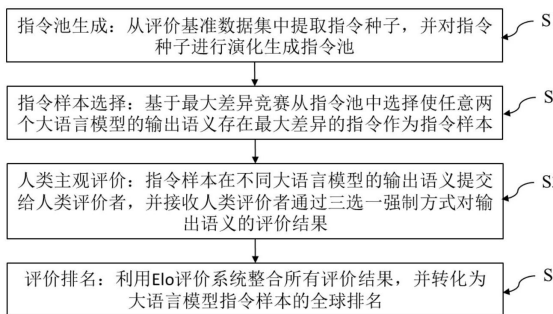 指令池生成：从评价基准数据集中提取指令种子，并对指令
种子进行演化生成指令池
S
指令样本选择：基于最大差异竞赛从指令池中选择使任意两
个大语言模型的输出语义存在最大差异的指令作为指令样本
S
人类主观评价：指令样本在不同大语言模型的输出语义提交
给人类评价者，并接收人类评价者通过三选一强制方式对输
出语义的评价结果
S
评价排名：利用Elo评价系统整合所有评价结果，并转化为
大语言模型指令样本的全球排名
S